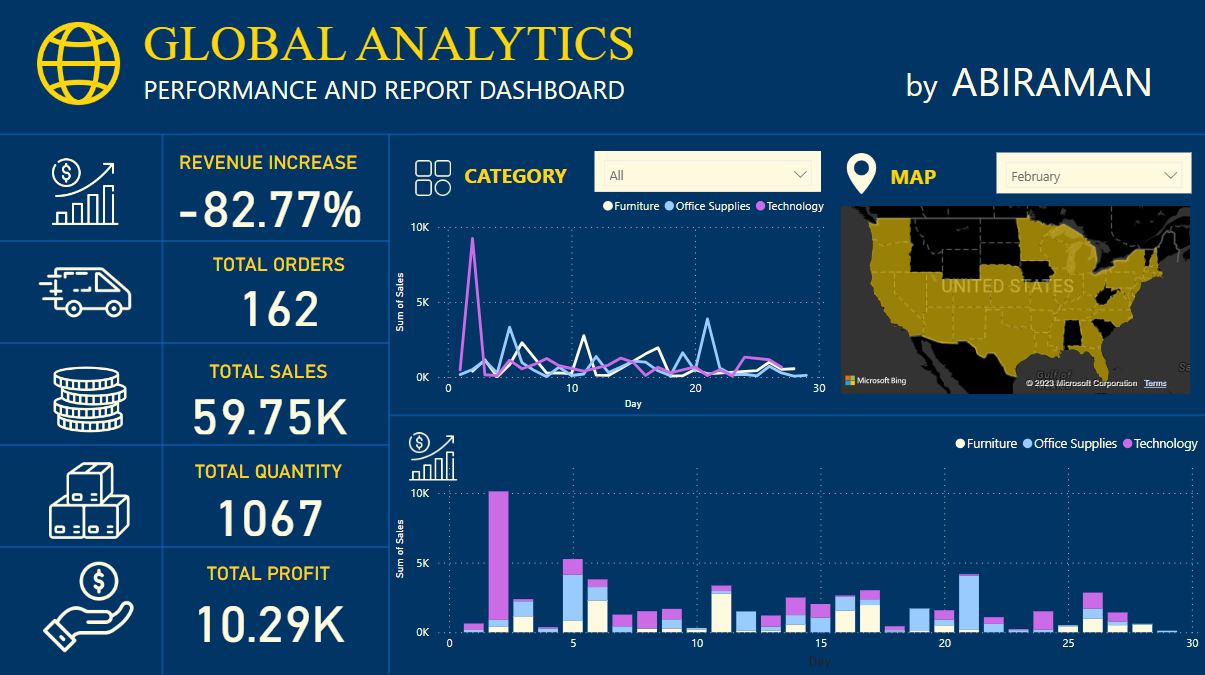 GLOBAL ANALYTICS
PERFORMANCE AND REPORT DASHBOARD
by ABIRAMAN
REVENUE INCREASE
-82.77%
TOTAL ORDERS
162
TOTAL SALES
59.75K
TOTAL QUANTITY
1067
TOTAL PROFIT
10.29K
CATEGORY
All
Furniture Office Supplies Technology
10K
5K
0K
Sum of Sales
0 10 20 30
Day
MAP
February
UNITED STATES
Gulf of
Sa
Microsoft Bing
© 2023 Microsoft Corporation Terms
Furniture Office Supplies Technology
10K
5K
0K
Sum of Sales
0 5 10 15 20 25 30
Day